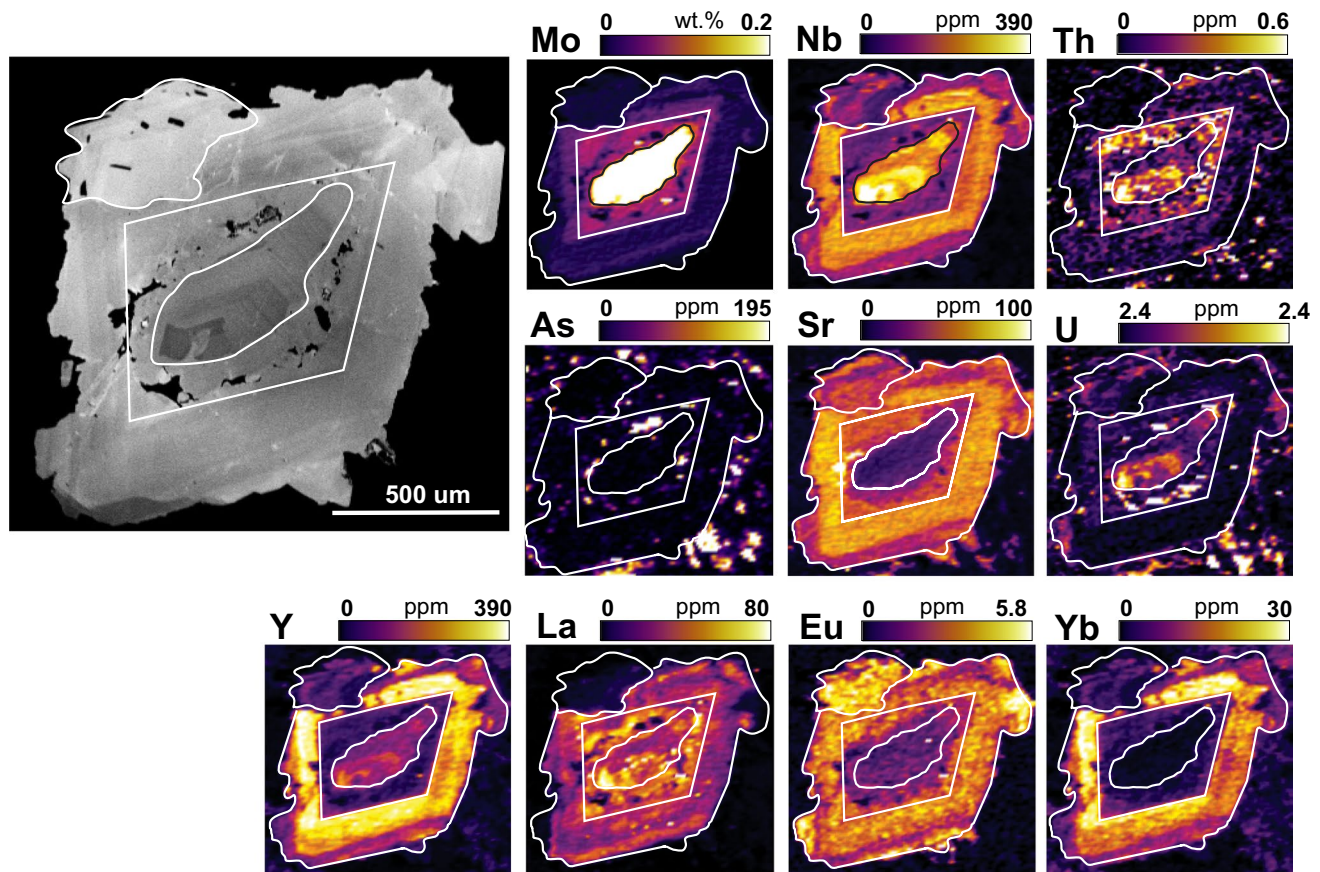 Mo 0 wt.% 0.2
Nb 0 ppm 390
Th 0 ppm 0.6
As 0 ppm 195
Sr 0 ppm 100
U 2.4 ppm 2.4
500 um
Y 0 ppm 390
La 0 ppm 80
Eu 0 ppm 5.8
Yb 0 ppm 30